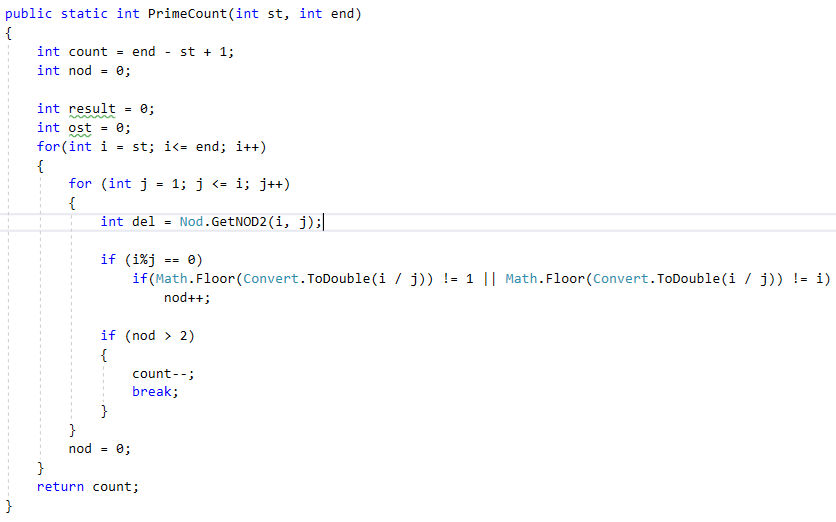 public static int PrimeCount(int st, int end)
{
int count = end - st + 1;
int nod = 0;
int result = 0;
int ost = 0;
for(int i = st; i<= end; i++)
{
for (int j = 1; j <= i; j++)
{
int del = Nod.GetNOD2(i, j);
if (i%j == 0)
if(Math.Floor(Convert.ToDouble(i / j)) != 1 || Math.Floor(Convert.ToDouble(i / j)) != i)
nod++;
if (nod > 2)
{
count--;
break;
}
}
nod = 0;
}
return count;
}